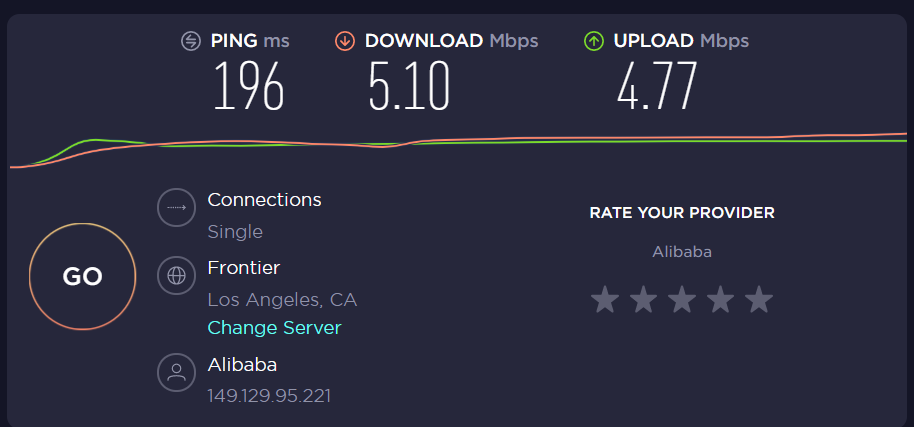 PING ms
196
DOWNLOAD Mbps
5.10
UPLOAD Mbps
4.77
GO
Connections
Single
Frontier
Los Angeles, CA
Change Server
Alibaba
149.129.95.221
RATE YOUR PROVIDER
Alibaba